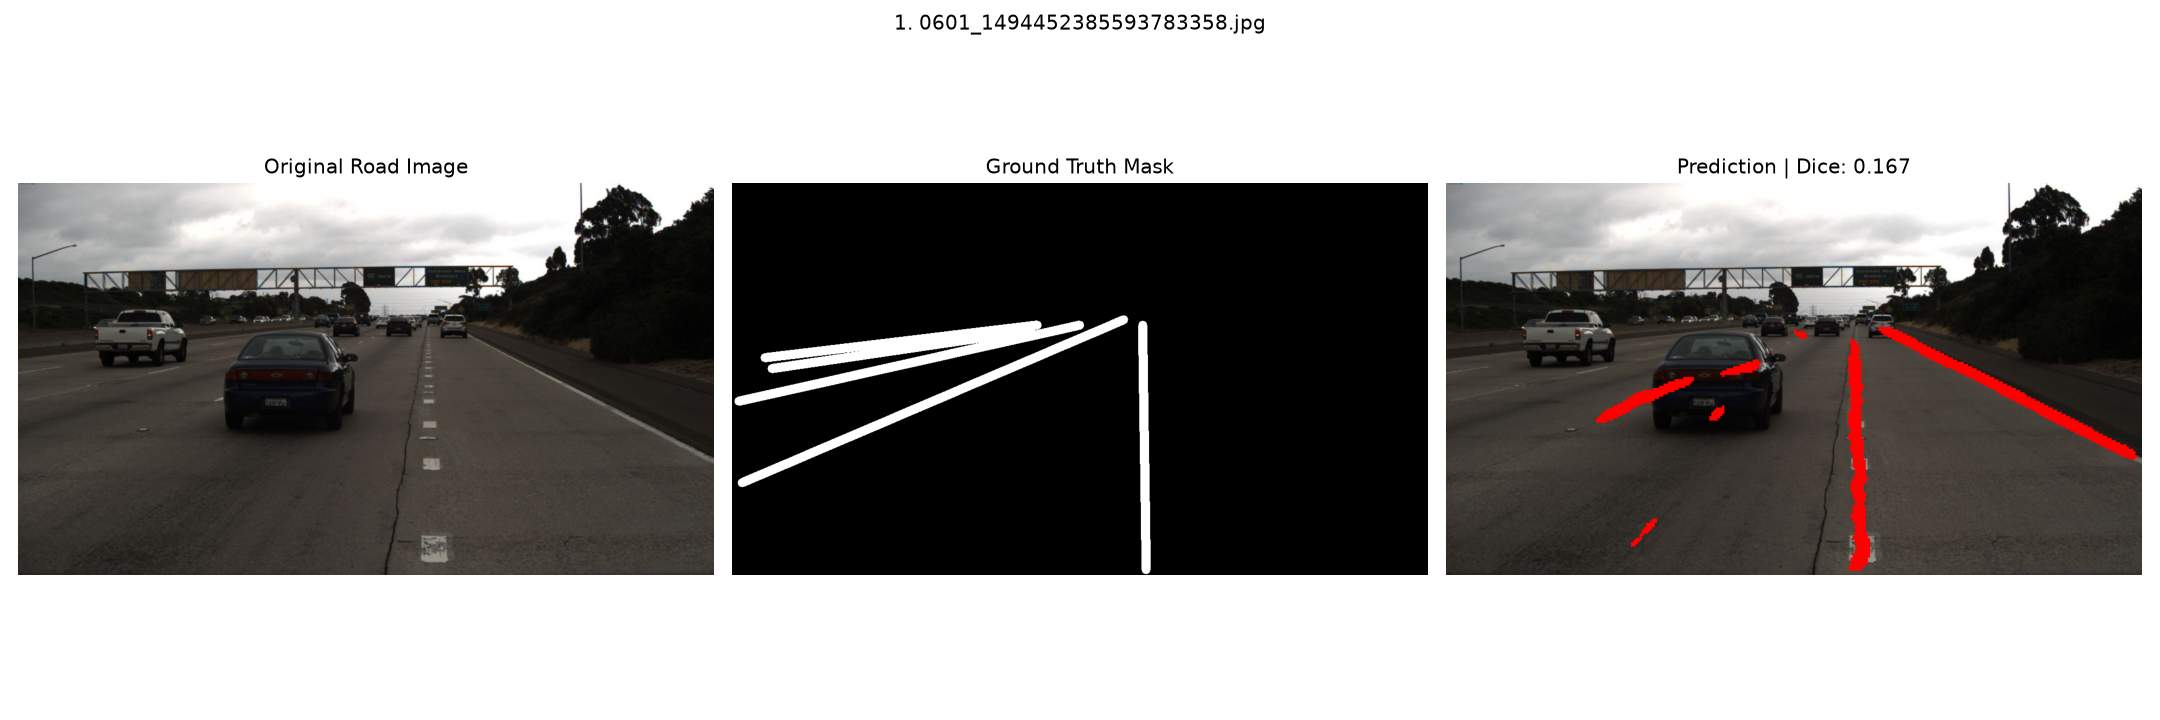 1. 0601_1494452385593783358.jpg
Original Road Image
Ground Truth Mask
Prediction | Dice: 0.167